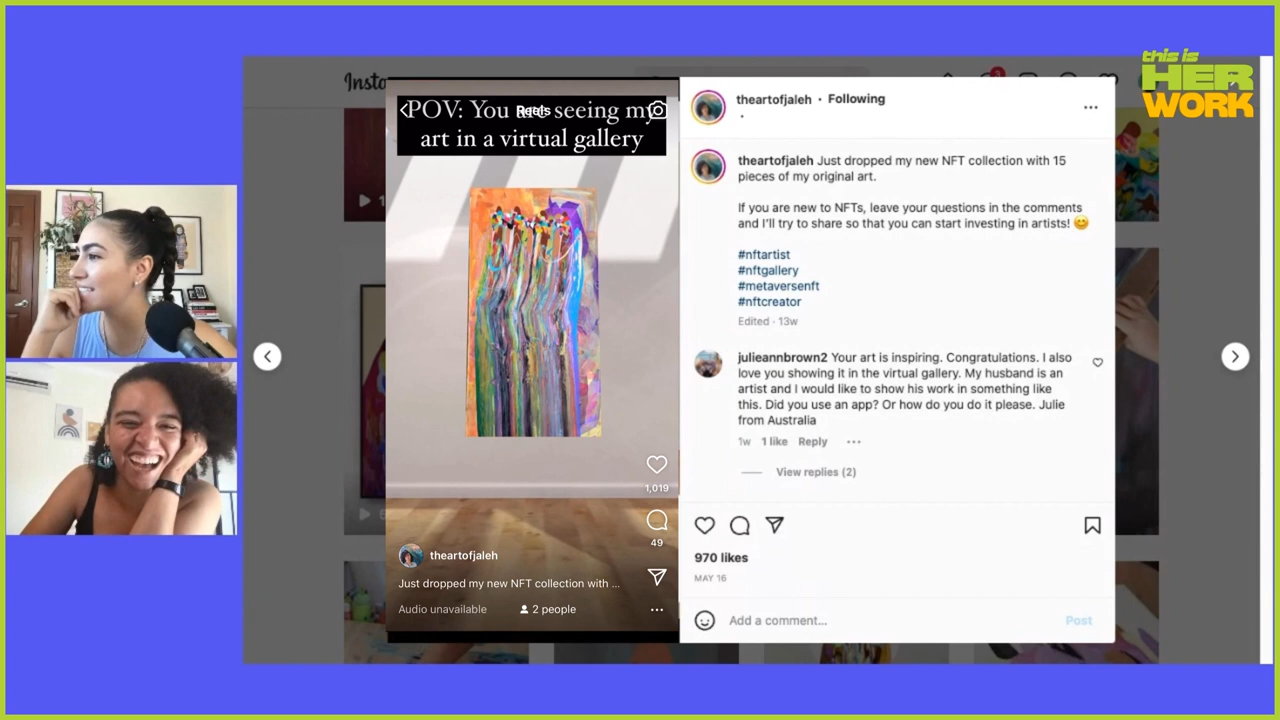 this is
HER
WORK
Insta
POV: You are seeing my
Reels
art in a virtual gallery
1,019
49
theartofjaleh
Just dropped my new NFT collection with ...
Audio unavailable
2 people
theartofjaleh • Following
theartofjaleh Just dropped my new NFT collection with 15
pieces of my original art.
If you are new to NFTs, leave your questions in the comments
and I'll try to share so that you can start investing in artists! 😊
#nftartist
#nftgallery
#metaversenft
#nftcreator
Edited · 13w
julieannbrown2 Your art is inspiring. Congratulations. I also
love you showing it in the virtual gallery. My husband is an
artist and I would like to show his work in something like
this. Did you use an app? Or how do you do it please. Julie
from Australia
1w 1 like Reply
View replies (2)
970 likes
MAY 16
Add a comment...
Post